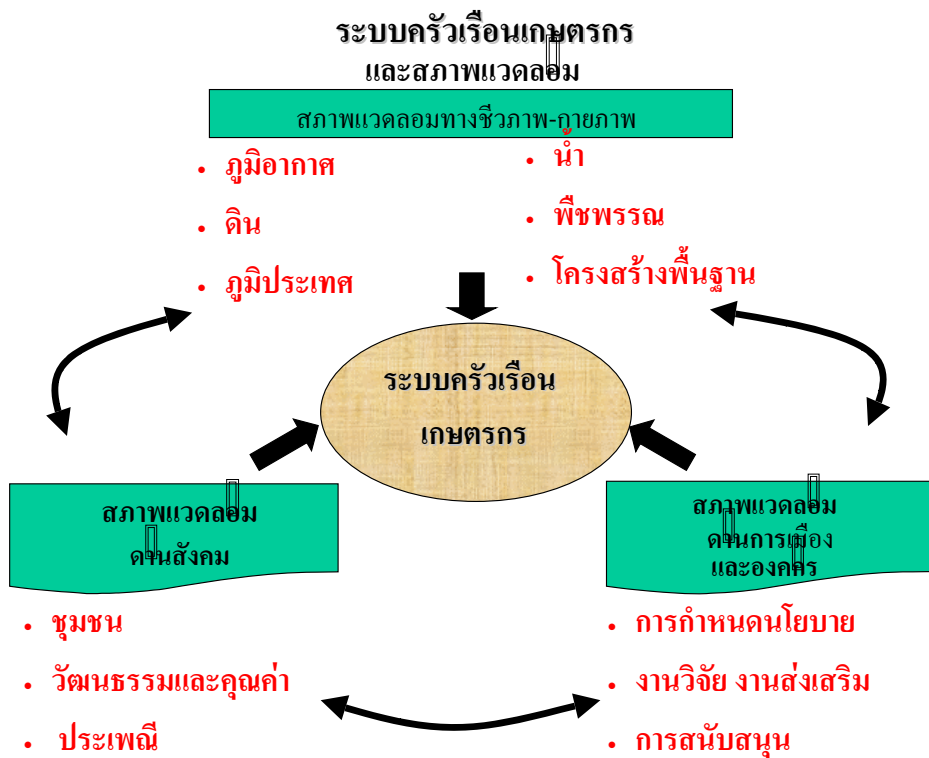 ระบบครัวเรือนเกษตรกร
และสภาพแวดล้อม
สภาพแวดลอมทางชีวภาพ-กายภาพ
• ภูมิอากาศ
• ดิน
• ภูมิประเทศ
• น้ำ
• พืชพรรณ
• โครงสร้างพื้นฐาน
ระบบครัวเรือน
เกษตรกร
สภาพแวดล้อม
ด้านสังคม
สภาพแวดล้อม
ด้านการเมือง
และองค์กร
• ชุมชน
• วัฒนธรรมและคุณค่า
• ประเพณี
• การกำหนดนโยบาย
• งานวิจัย งานส่งเสริม
• การสนับสนุน